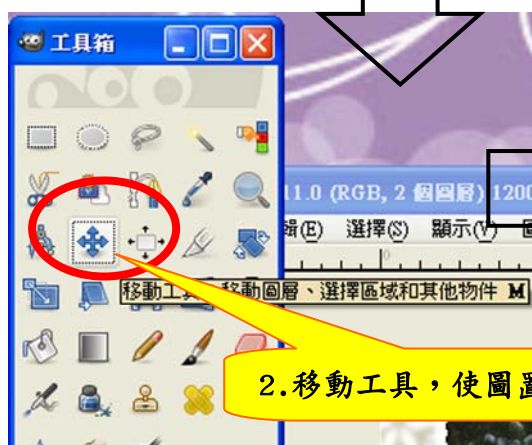 工具箱
11.0 (RGB, 2 個圖層) 1200
輯(E) 選擇(S) 顯示(V)
0
移動工具 移動圖層、選擇區域和其他物件 M
2.移動工具，使圖置